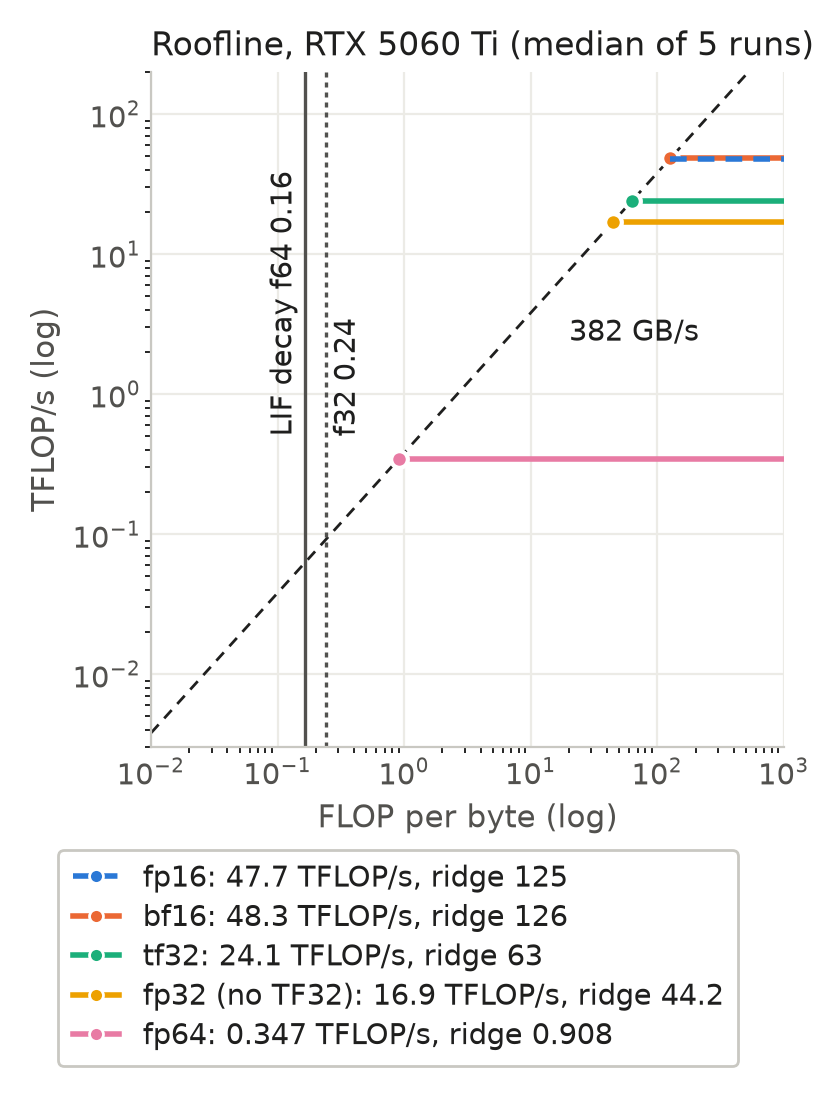 Roofline, RTX 5060 Ti (median of 5 runs)
TFLOP/s (log)
10²
10¹
10⁰
10⁻¹
10⁻²
LIF decay f64 0.16
f32 0.24
382 GB/s
10⁻² 10⁻¹ 10⁰ 10¹ 10² 10³
FLOP per byte (log)
fp16: 47.7 TFLOP/s, ridge 125
bf16: 48.3 TFLOP/s, ridge 126
tf32: 24.1 TFLOP/s, ridge 63
fp32 (no TF32): 16.9 TFLOP/s, ridge 44.2
fp64: 0.347 TFLOP/s, ridge 0.908